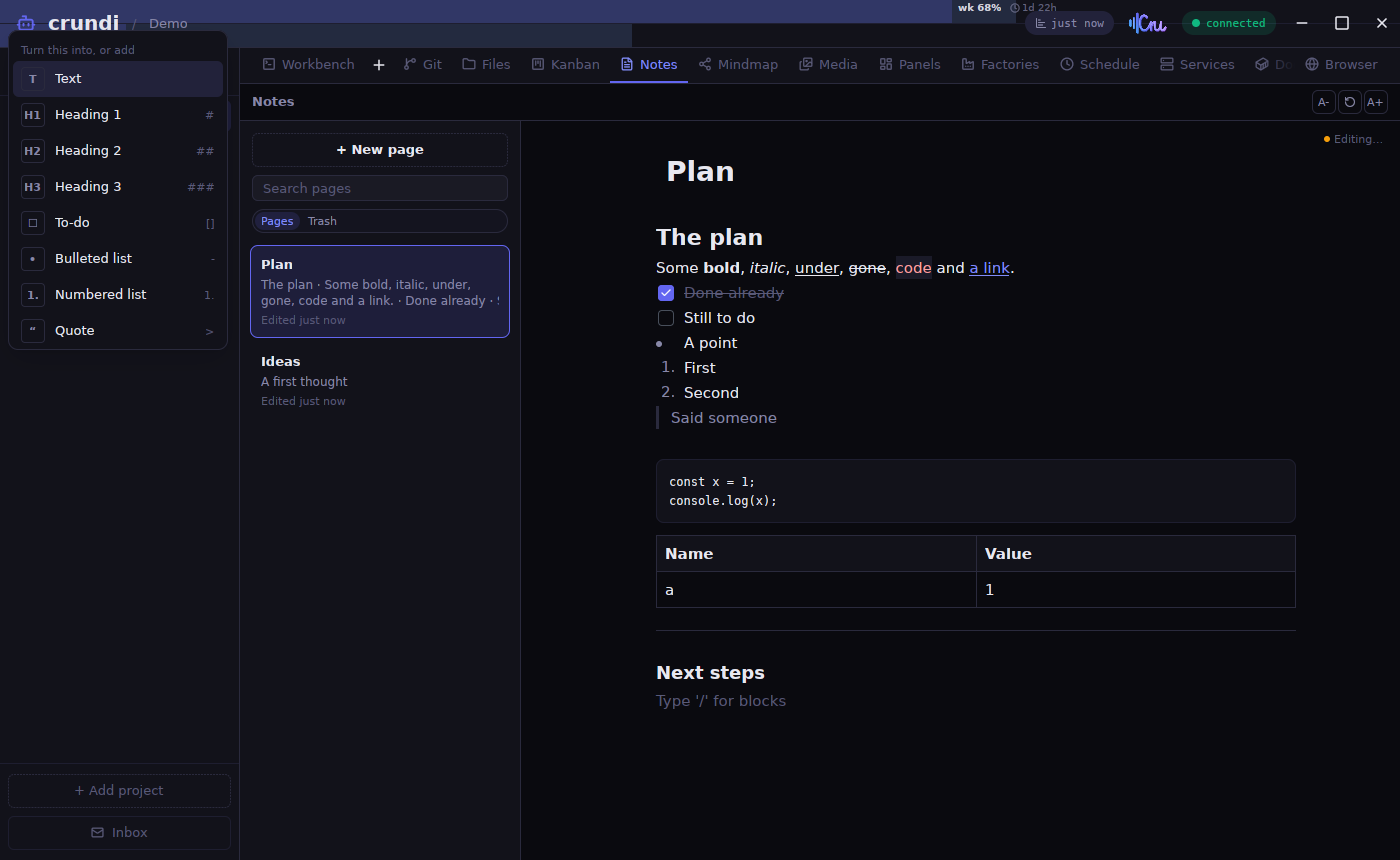 wk 68% 1d 22h
crundi / Demo
just now
connected
Turn this into, or add
T Text
H1 Heading 1 #
H2 Heading 2 ##
H3 Heading 3 ###
To-do []
• Bulleted list -
1. Numbered list 1.
“ Quote >
+ Add project
Inbox
Workbench + Git Files Kanban Notes Mindmap Media Panels Factories Schedule Services Do Browser
Notes
A- A+
+ New page
Search pages
Pages Trash
Plan
The plan · Some bold, italic, under,
gone, code and a link. · Done already ·
Edited just now
Ideas
A first thought
Edited just now
Editing...
Plan
The plan
Some bold, italic, under, gone, code and a link.
Done already
Still to do
• A point
1. First
2. Second
Said someone
const x = 1;
console.log(x);
Name Value
a 1
Next steps
Type '/' for blocks